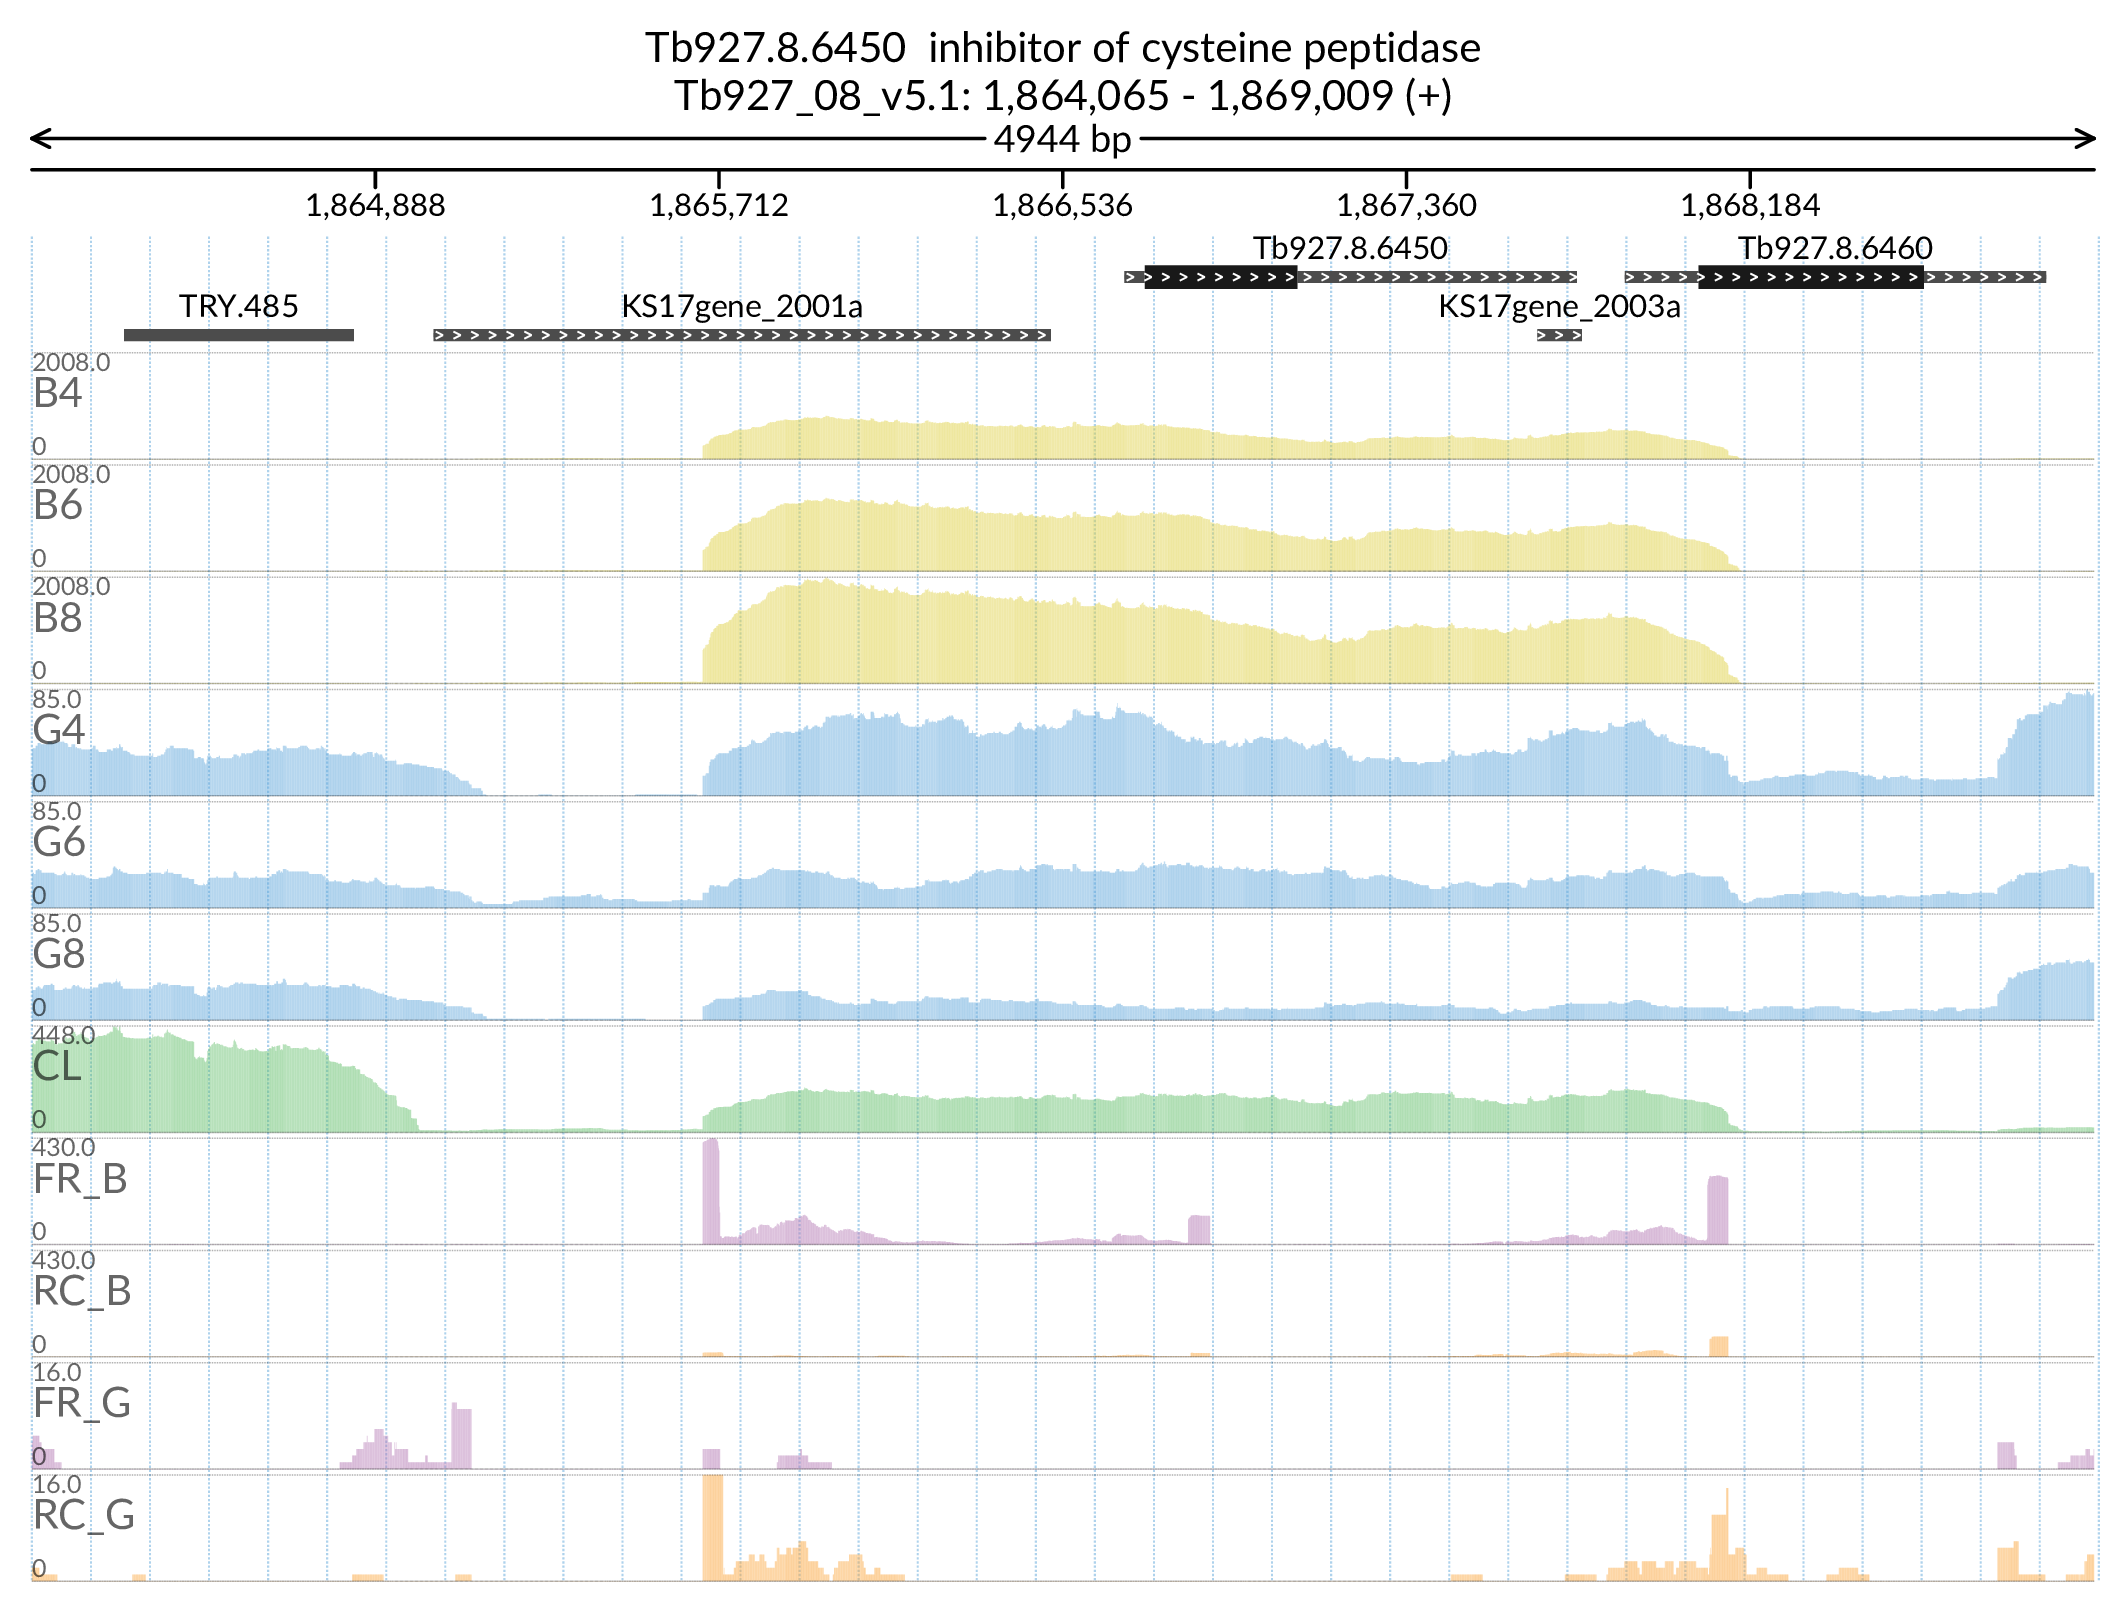 Tb927.8.6450  inhibitor of cysteine peptidase
Tb927_08_v5.1: 1,864,065 - 1,869,009 (+)
4944 bp
1,864,888 1,865,712 1,866,536 1,867,360 1,868,184
Tb927.8.6450 Tb927.8.6460
TRY.485 KS17gene_2001a KS17gene_2003a
2008.0
B4
0
2008.0
B6
0
2008.0
B8
0
85.0
G4
0
85.0
G6
0
85.0
G8
0
448.0
CL
0
430.0
FR_B
0
430.0
RC_B
0
16.0
FR_G
0
16.0
RC_G
0